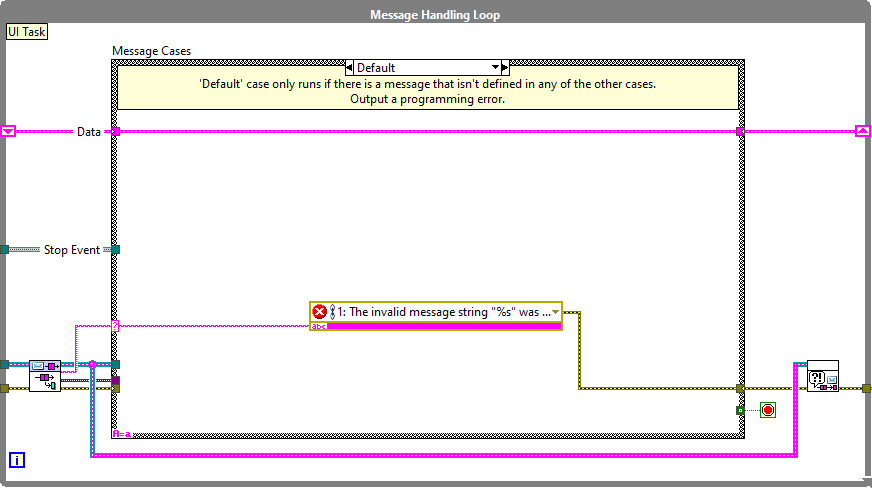 Message Handling Loop
UI Task
Message Cases
Default
'Default' case only runs if there is a message that isn't defined in any of the other cases.
Output a programming error.
Data
Stop Event
1: The invalid message string "%s" was ...
abc
?
?!
A=a
i